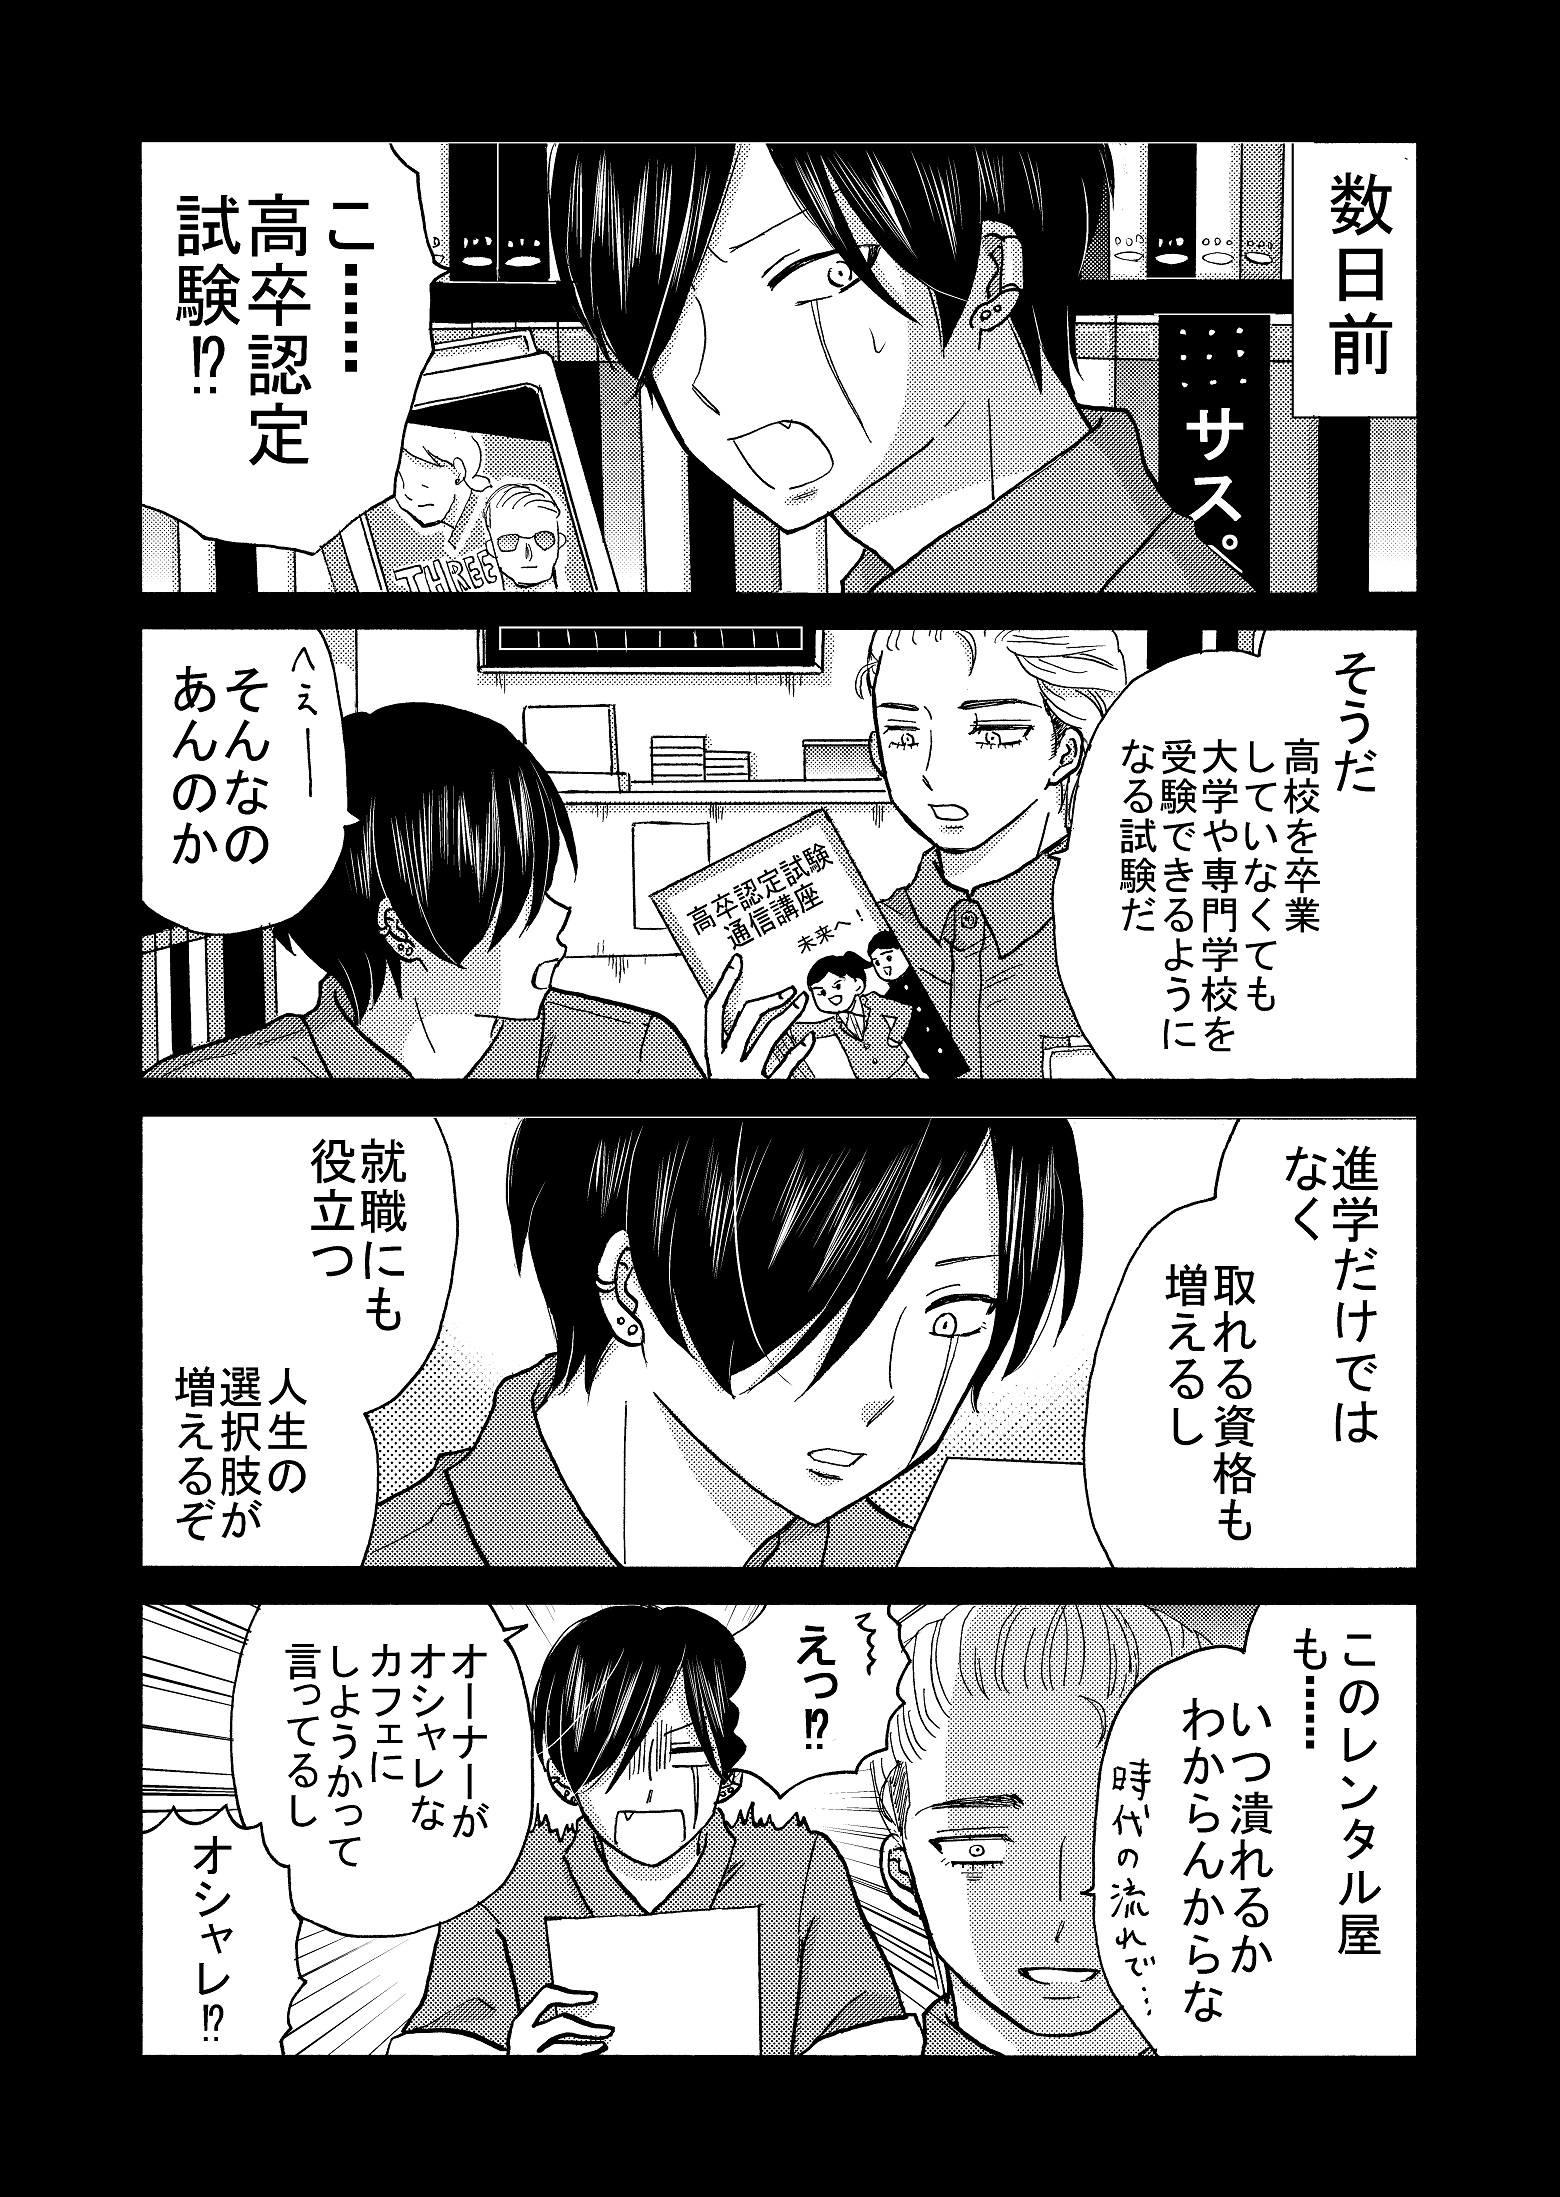 数日前
サス。
こ……
高卒認定
試験!?
THREE
そうだ
高校を卒業
していなくても
大学や専門学校を
受験できるように
なる試験だ
高卒認定試験
通信講座
未来へ!
へぇー
そんなの
あんのか
進学だけでは
なく
取れる資格も
増えるし
就職にも
役立つ
人生の
選択肢が
増えるぞ
このレンタル屋
も……
いつ潰れるか
わからんからな
時代の流れで…
えっ!?
オーナーが
オシャレな
カフェに
しようかって
言ってるし
オシャレ!?